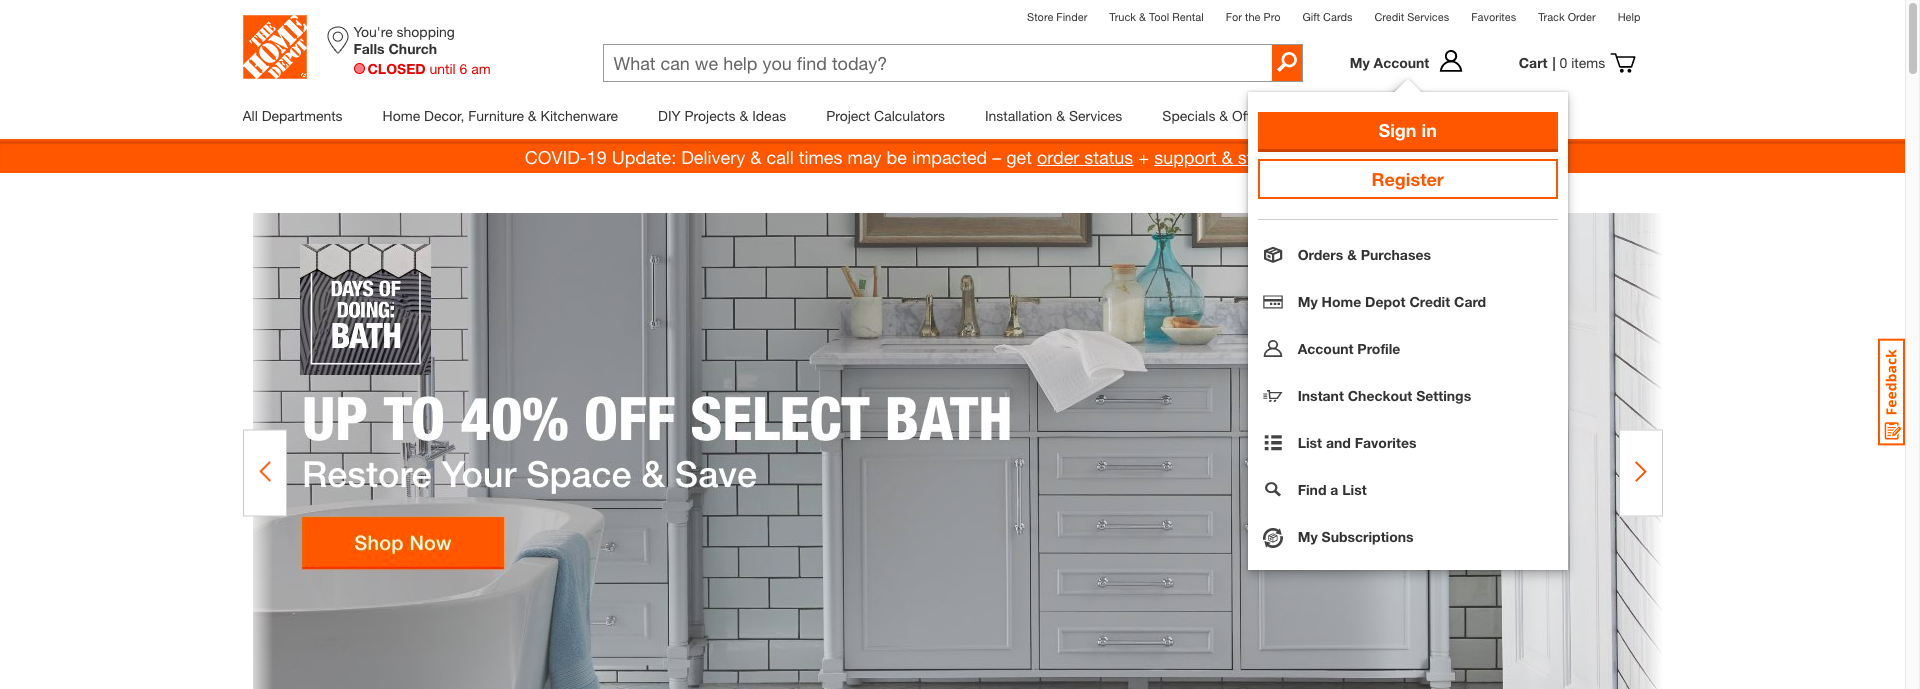 THE HOME DEPOT
You're shopping
Falls Church
CLOSED until 6 am
Store Finder
Truck & Tool Rental
For the Pro
Gift Cards
Credit Services
Favorites
Track Order
Help
What can we help you find today?
My Account
Cart | 0 items
All Departments
Home Decor, Furniture & Kitchenware
DIY Projects & Ideas
Project Calculators
Installation & Services
Specials &
COVID-19 Update: Delivery & call times may be impacted – get order status + support &
Sign in
Register
Orders & Purchases
My Home Depot Credit Card
Account Profile
Instant Checkout Settings
List and Favorites
Find a List
My Subscriptions
DAYS OF
DOING:
BATH
UP TO 40% OFF SELECT BATH
Restore Your Space & Save
Shop Now
Feedback